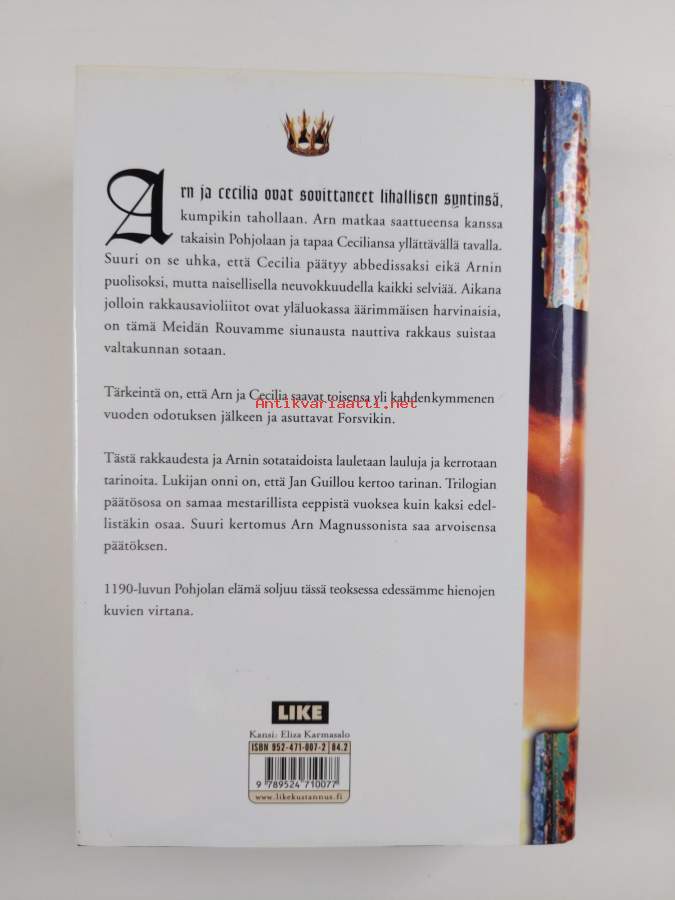 Arn ja cecilia ovat sovittaneet lihallisen syntinsä,
kumpikin tahollaan. Arn matkaa saattueensa kanssa
takaisin Pohjolaan ja tapaa Ceciliansa yllättävällä tavalla.
Suuri on se uhka, että Cecilia päätyy abbedissaksi eikä Arnin
puolisoksi, mutta naisellisella neuvokkuudella kaikki selviää. Aikana
jolloin rakkausavioliitot ovat yläluokassa äärimmäisen harvinaisia,
on tämä Meidän Rouvamme siunausta nauttiva rakkaus suistaa
valtakunnan sotaan.
Tärkeintä on, että Arn ja Cecilia saavat toisensa yli kahdenkymmenen
Antikvariaatti.net
vuoden odotuksen jälkeen ja asuttavat Forsvikin.
Tästä rakkaudesta ja Arnin sotataidoista lauletaan lauluja ja kerrotaan
tarinoita. Lukijan onni on, että Jan Guillou kertoo tarinan. Trilogian
päätösosa on samaa mestarillista eeppistä vuoksea kuin kaksi edel-
listäkin osaa. Suuri kertomus Arn Magnussonista saa arvoisensa
päätöksen.
1190-luvun Pohjolan elämä soljuu tässä teoksessa edessämme hienojen
kuvien virtana.
LIKE
Kansi: Eliza Karmasalo
ISBN 952-471-007-2 84.2
9 789524 710077
www.likekustannus.fi